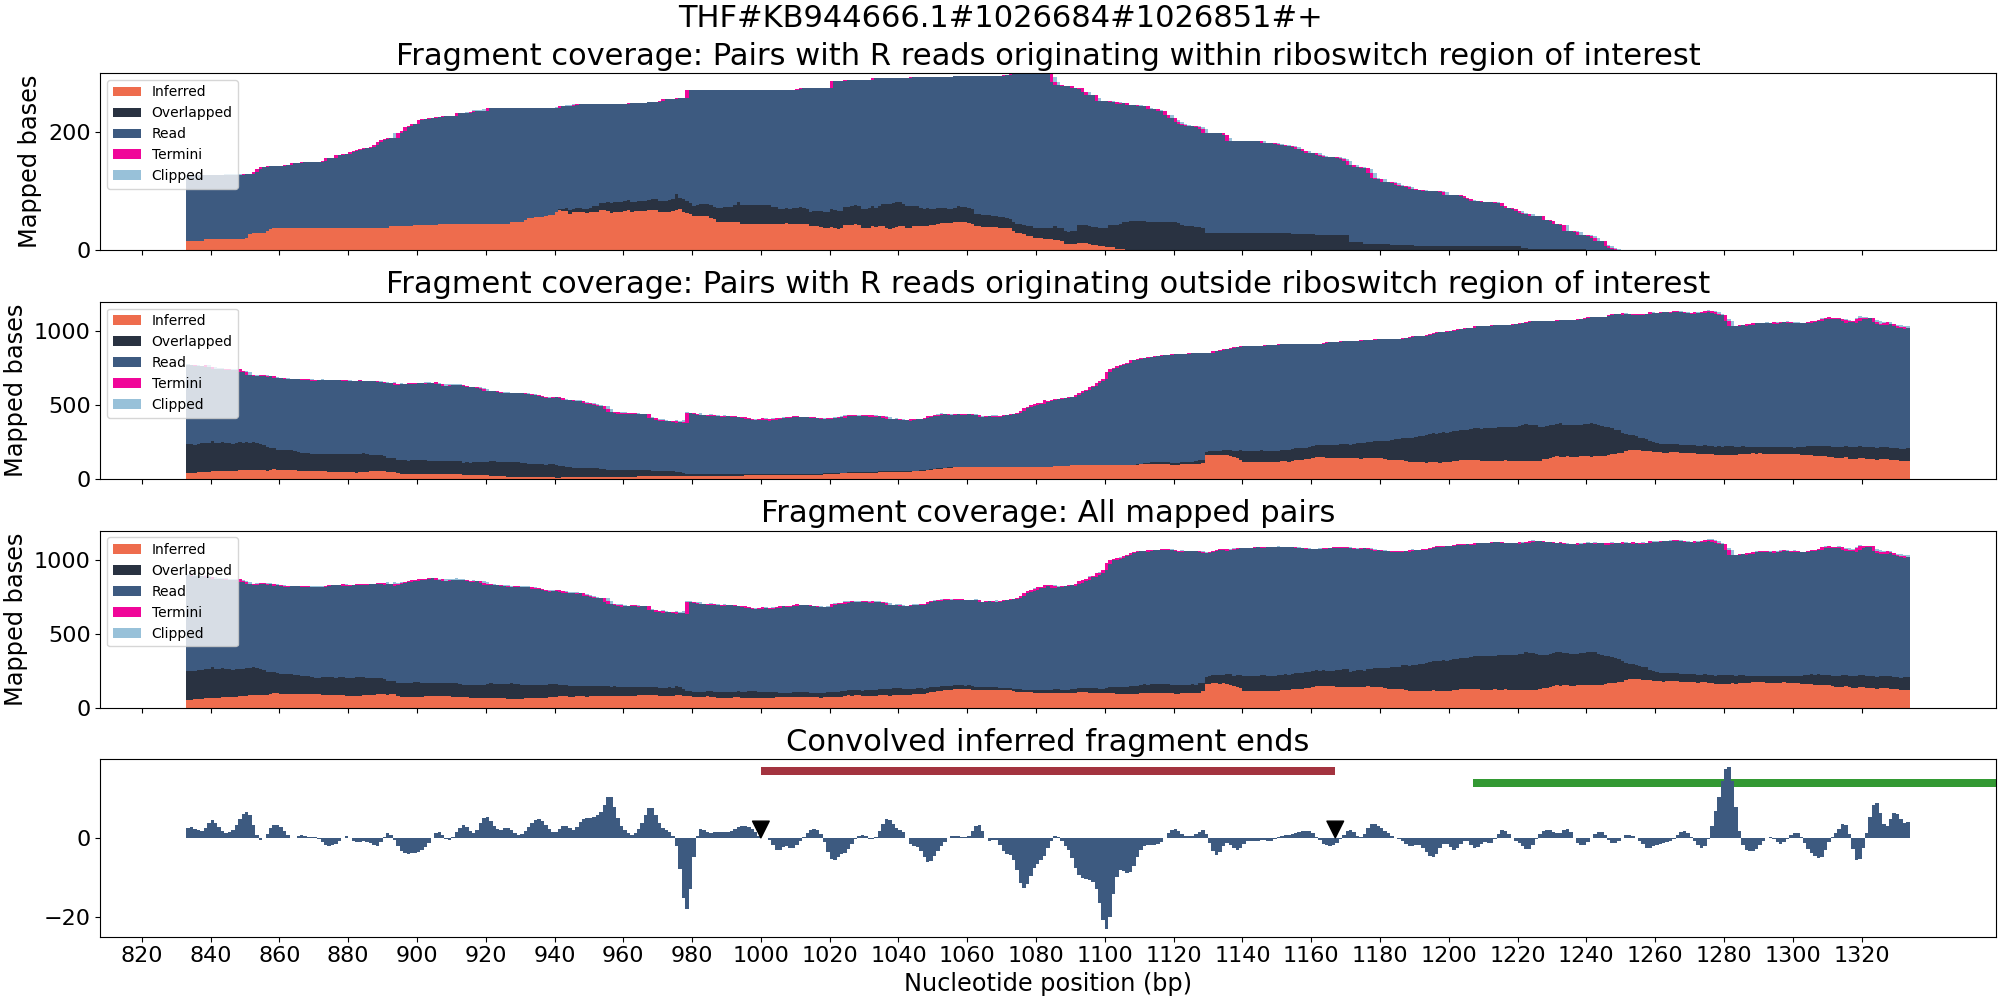 THF#KB944666.1#1026684#1026851#+
Fragment coverage: Pairs with R reads originating within riboswitch region of interest
Mapped bases
200
0
Inferred
Overlapped
Read
Termini
Clipped
Fragment coverage: Pairs with R reads originating outside riboswitch region of interest
Mapped bases
1000
500
0
Inferred
Overlapped
Read
Termini
Clipped
Fragment coverage: All mapped pairs
Mapped bases
1000
500
0
Inferred
Overlapped
Read
Termini
Clipped
Convolved inferred fragment ends
0
−20
820 840 860 880 900 920 940 960 980 1000 1020 1040 1060 1080 1100 1120 1140 1160 1180 1200 1220 1240 1260 1280 1300 1320
Nucleotide position (bp)